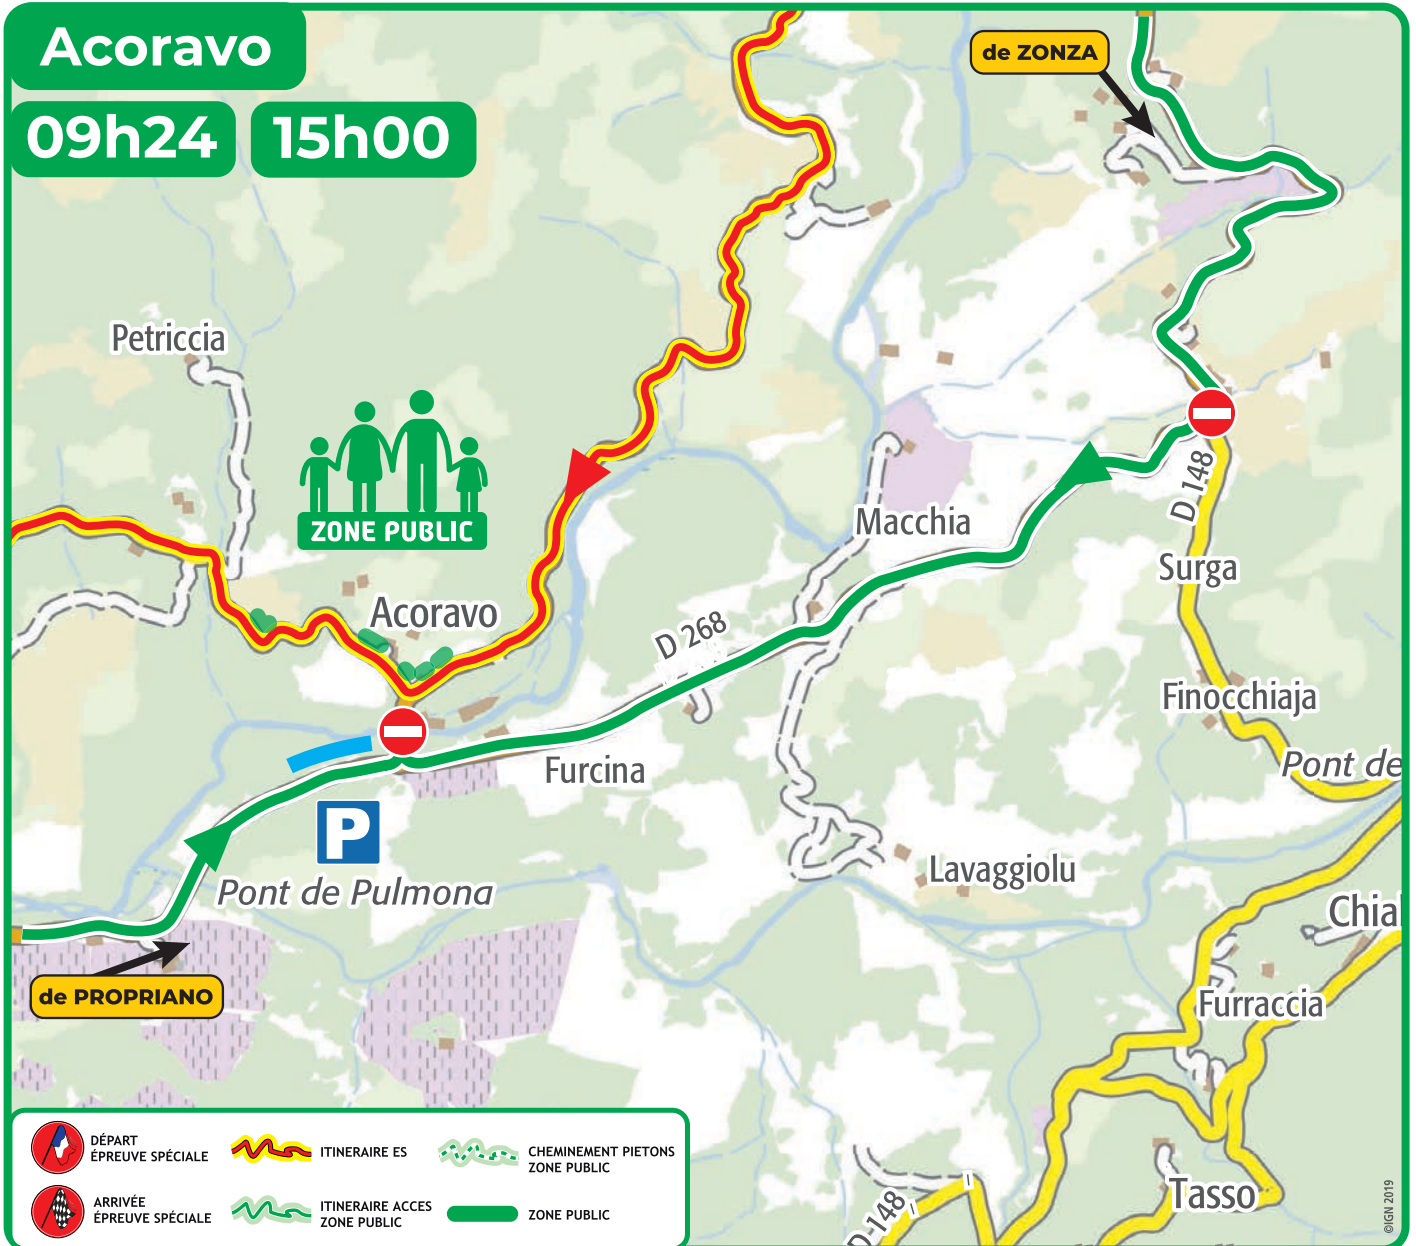 Acoravo
09h24
15h00
de ZONZA
Petriccia
ZONE PUBLIC
Macchia
D 148
Surga
Acoravo
D 268
Finocchiaja
Pont de
Furcina
P
Pont de Pulmona
Lavaggiolu
Chial
de PROPRIANO
Furraccia
Tasso
D 148
DÉPART
ÉPREUVE SPÉCIALE
ITINERAIRE ES
CHEMINEMENT PIETONS
ZONE PUBLIC
ARRIVÉE
ÉPREUVE SPÉCIALE
ITINERAIRE ACCES
ZONE PUBLIC
ZONE PUBLIC
©IGN 2019